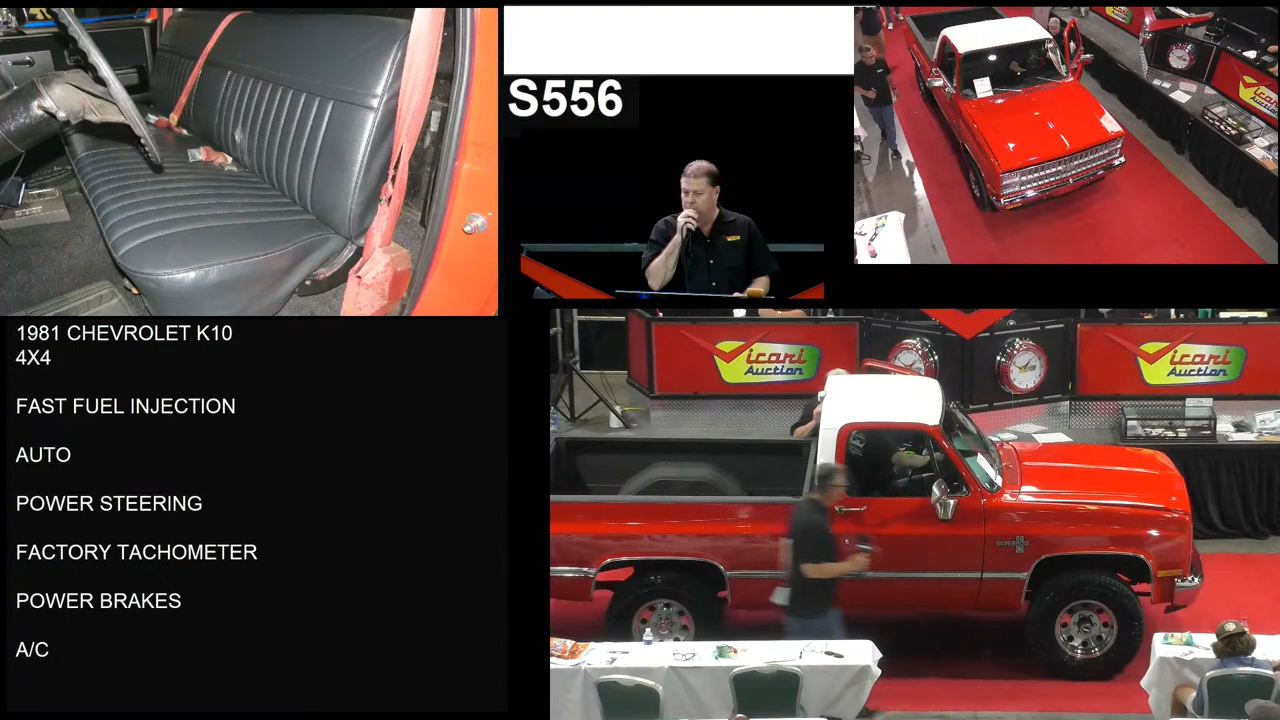 S556
1981 CHEVROLET K10
4X4
FAST FUEL INJECTION
AUTO
POWER STEERING
FACTORY TACHOMETER
POWER BRAKES
A/C
Vicari
Auction
Vicari
Auction
SILVERADO
Vicari